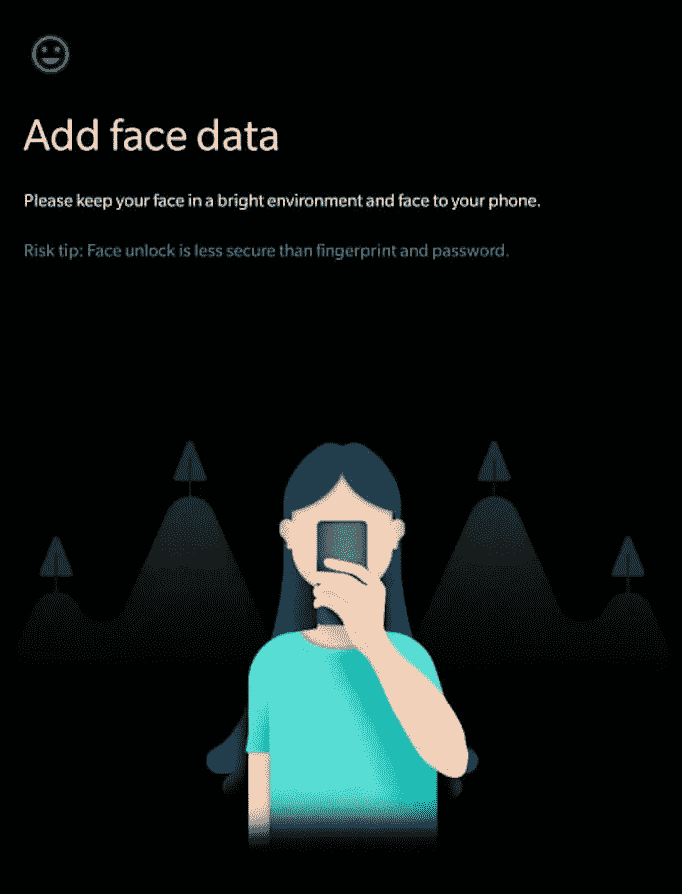 Add face data
Please keep your face in a bright environment and face to your phone.
Risk tip: Face unlock is less secure than fingerprint and password.